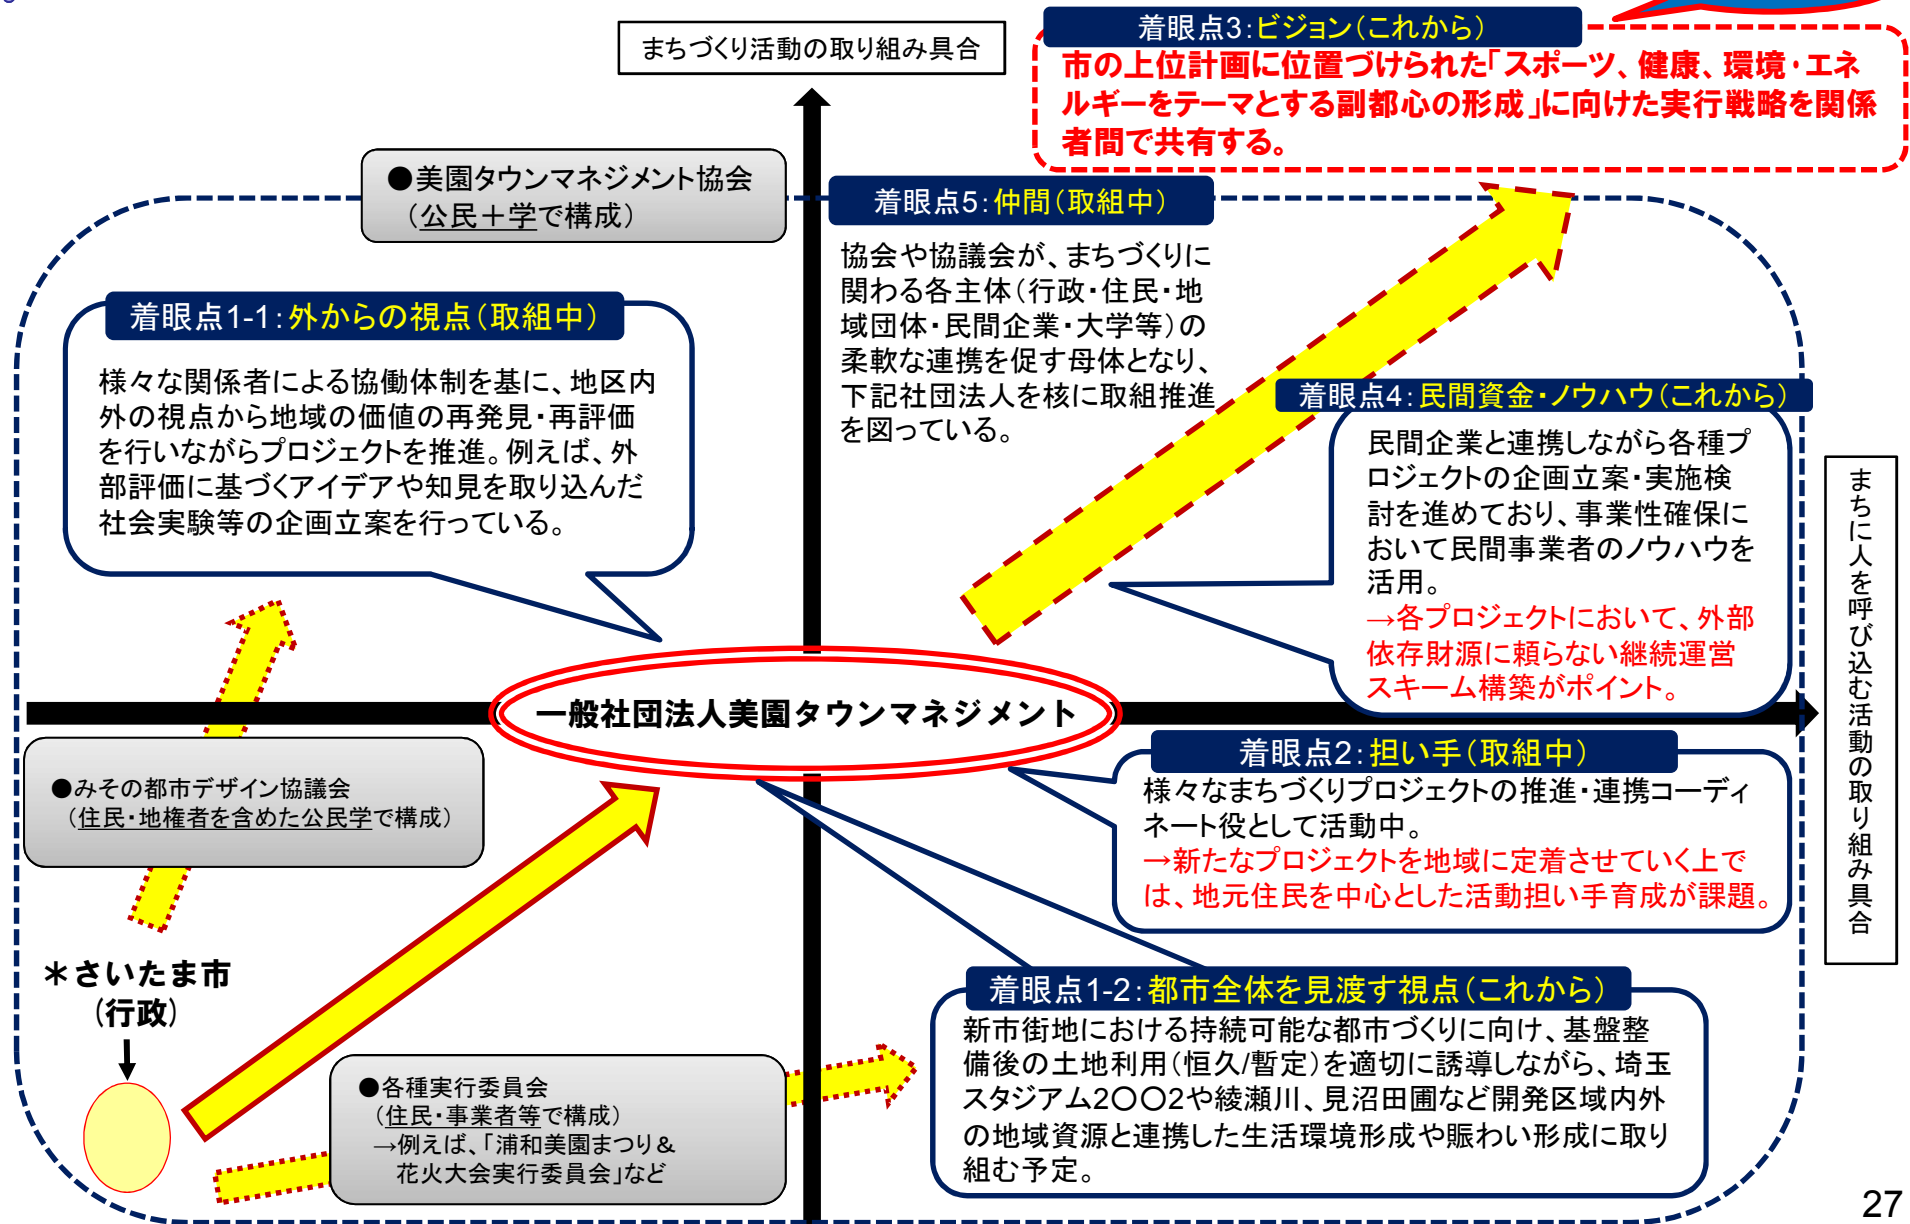 まちづくり活動の取り組み具合
着眼点3：ビジョン（これから）
市の上位計画に位置づけられた「スポーツ、健康、環境・エネ
ルギーをテーマとする副都心の形成」に向けた実行戦略を関係
者間で共有する。
●美園タウンマネジメント協会
（公民＋学で構成）
着眼点5：仲間（取組中）
協会や協議会が、まちづくりに
関わる各主体（行政・住民・地
域団体・民間企業・大学等）の
柔軟な連携を促す母体となり、
下記社団法人を核に取組推進
を図っている。
着眼点1-1：外からの視点（取組中）
様々な関係者による協働体制を基に、地区内
外の視点から地域の価値の再発見・再評価
を行いながらプロジェクトを推進。例えば、外
部評価に基づくアイデアや知見を取り込んだ
社会実験等の企画立案を行っている。
着眼点4：民間資金・ノウハウ（これから）
民間企業と連携しながら各種プ
ロジェクトの企画立案・実施検
討を進めており、事業性確保に
おいて民間事業者のノウハウを
活用。
→各プロジェクトにおいて、外部
依存財源に頼らない継続運営
スキーム構築がポイント。
まちに人を呼び込む活動の取り組み具合
一般社団法人美園タウンマネジメント
●みその都市デザイン協議会
（住民・地権者を含めた公民学で構成）
着眼点2：担い手（取組中）
様々なまちづくりプロジェクトの推進・連携コーディ
ネート役として活動中。
→新たなプロジェクトを地域に定着させていく上で
は、地元住民を中心とした活動担い手育成が課題。
＊さいたま市
（行政）
着眼点1-2：都市全体を見渡す視点（これから）
新市街地における持続可能な都市づくりに向け、基盤整
備後の土地利用（恒久/暫定）を適切に誘導しながら、埼玉
スタジアム2〇〇2や綾瀬川、見沼田圃など開発区域内外
の地域資源と連携した生活環境形成や賑わい形成に取り
組む予定。
●各種実行委員会
（住民・事業者等で構成）
→例えば、「浦和美園まつり＆
花火大会実行委員会」など
27